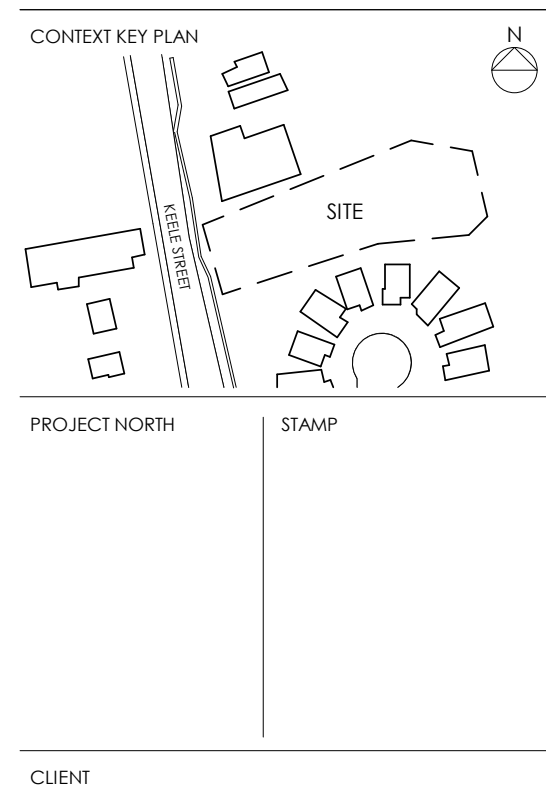 CONTEXT KEY PLAN
N
SITE
KEELE STREET
PROJECT NORTH
STAMP
CLIENT